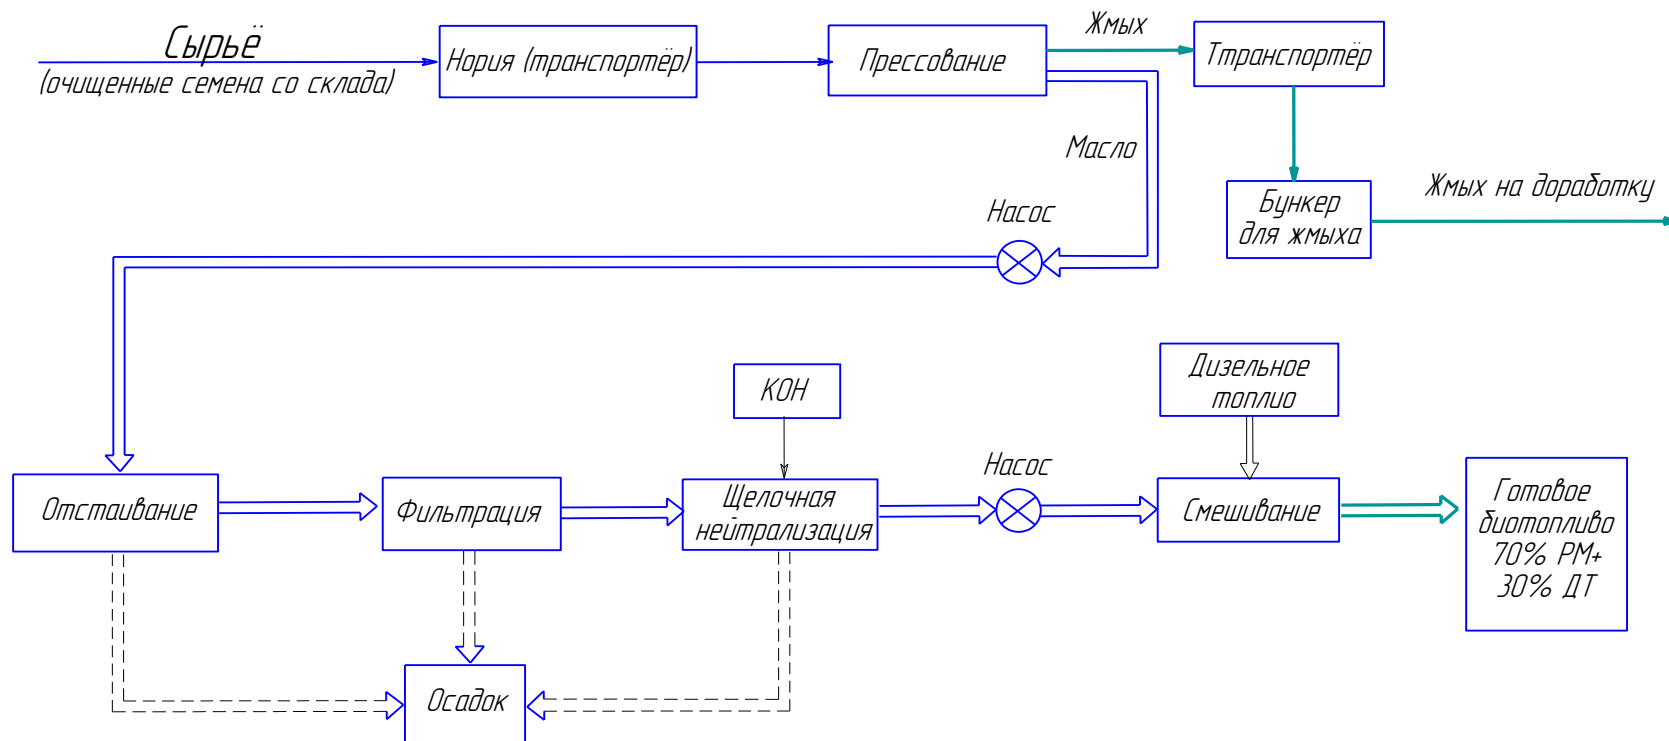 Сырьё
(очищенные семена со склада)
Нория (транспортёр)
Прессование
Жмых
Ттранспортёр
Масло
Бункер
для жмыха
Жмых на доработку
Насос
КОН
Дизельное
топлио
Отстаивание
Фильтрация
Щелочная
нейтрализация
Насос
Смешивание
Готовое
биотопливо
70% РМ+
30% ДТ
Осадок